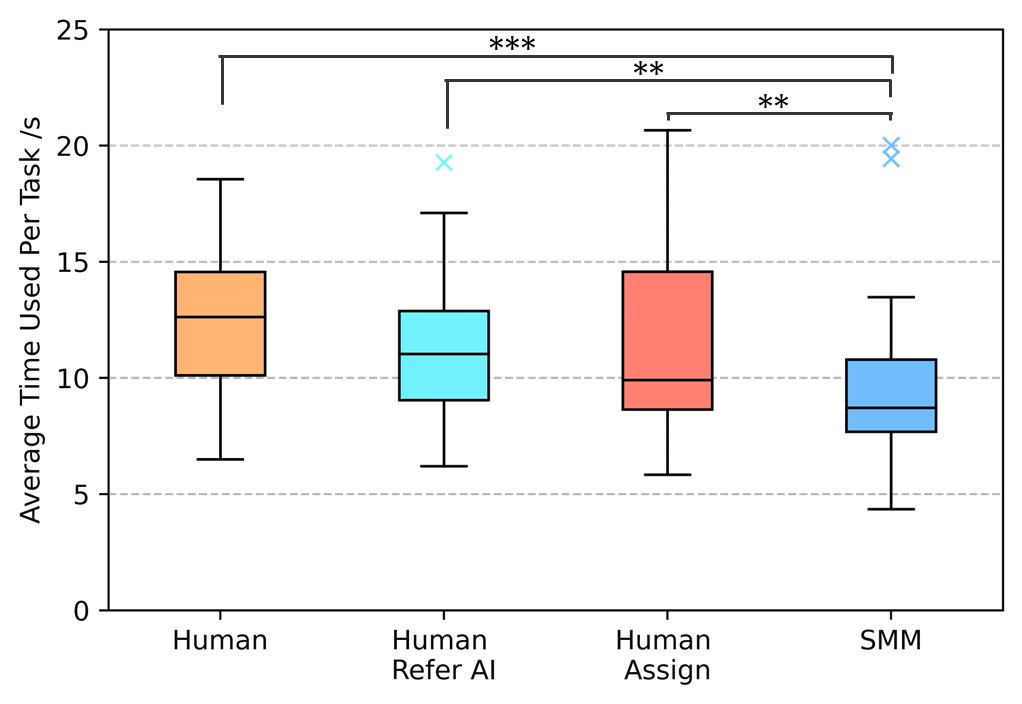 25
***
**
**
20
15
10
5
0
Average Time Used Per Task /s
Human
Human
Refer AI
Human
Assign
SMM